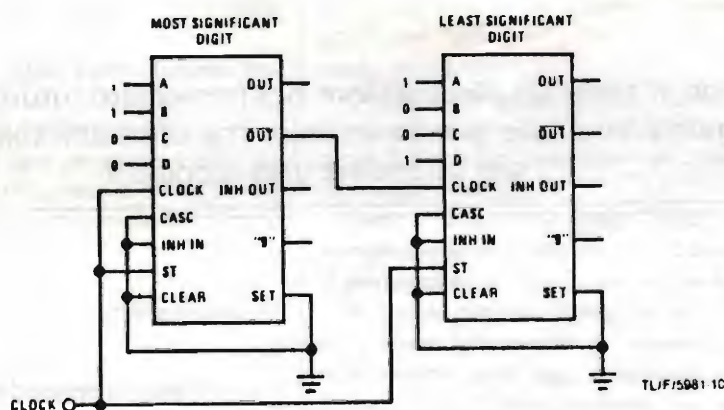 MOST SIGNIFICANT
DIGIT
1 A OUT
1 B
0 C O̅U̅T̅
0 D
CLOCK INH OUT
CASC
INH IN "9"
ST
CLEAR SET
LEAST SIGNIFICANT
DIGIT
1 A OUT
0 B
0 C O̅U̅T̅
1 D
CLOCK INH OUT
CASC
INH IN "9"
ST
CLEAR SET
CLOCK
TL/F/5981-10